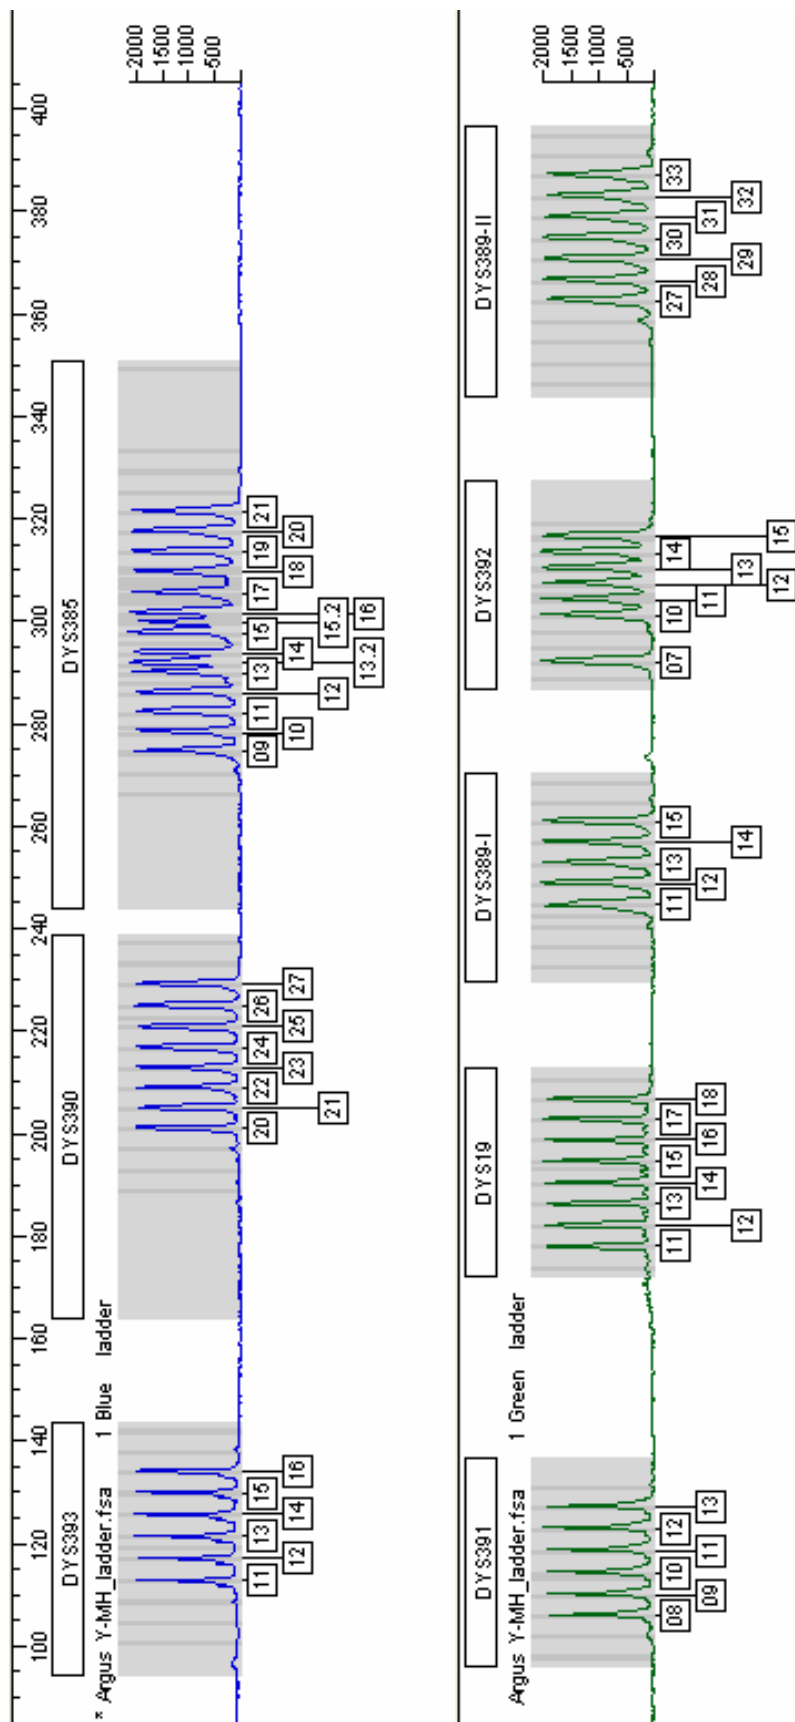 100 120 140 160 180 200 220 240 260 280 300 320 340 360 380 400
DYS393 DYS390 DYS385
* Argus Y-MH_ladder.fsa 1 Blue ladder
2000
1500
1000
500
11 13 15 20 22 24 26 09 11 13 15 17 19 21
12 14 16 23 25 27 10 14 18 20
21 12 15.2
13.2 16
DYS391 DYS19 DYS389-I DYS392 DYS389-II
Argus Y-MH_ladder.fsa 1 Green ladder
2000
1500
1000
500
08 10 12 11 13 15 17 11 13 15 07 10 14 27 30 33
09 11 13 14 16 18 12 11 28 31
12 14 13 29 32
12 15